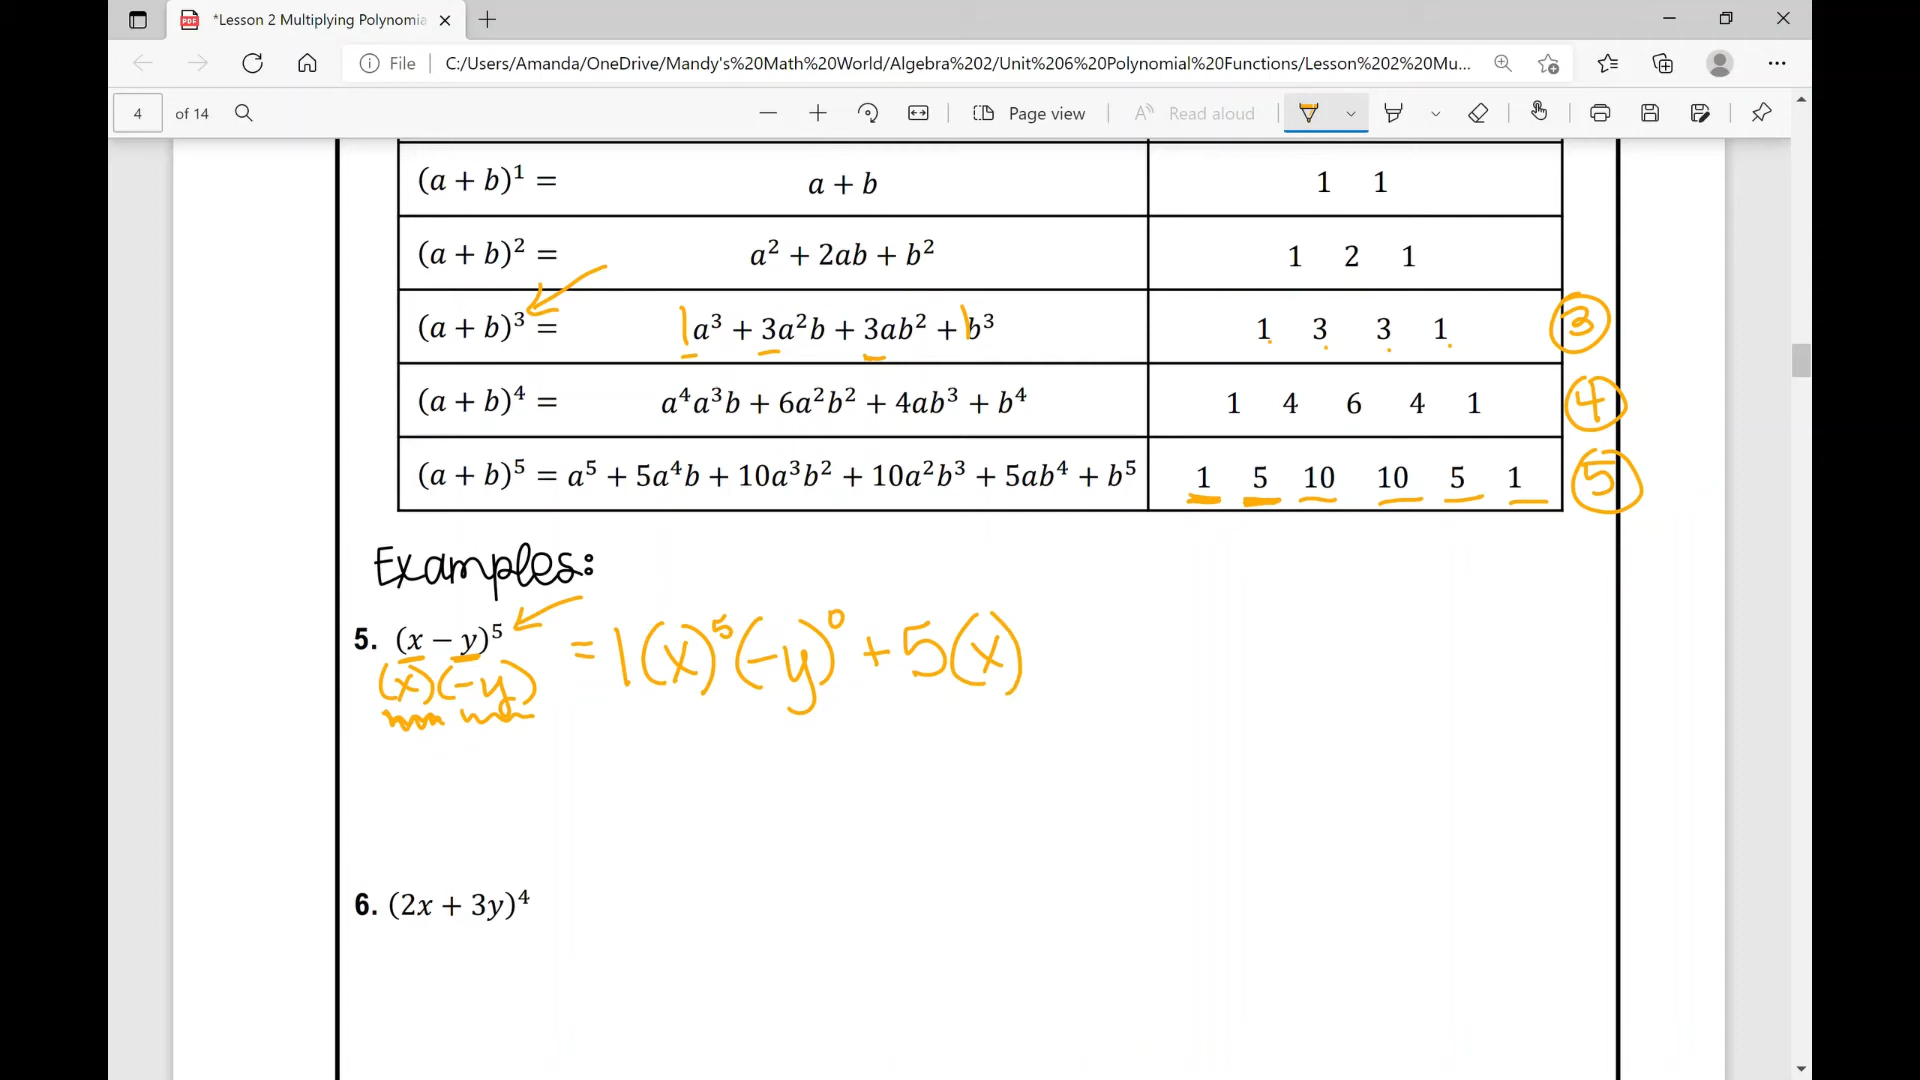 *Lesson 2 Multiplying Polynomia
File C:/Users/Amanda/OneDrive/Mandy's%20Math%20World/Algebra%202/Unit%206%20Polynomial%20Functions/Lesson%202%20Mu...
4 of 14 Page view Read aloud
(a + b)¹ = a + b 1 1
(a + b)² = a² + 2ab + b² 1 2 1
(a + b)³ = 1a³ + 3a²b + 3ab² + 1b³ 1 3 3 1 3
(a + b)⁴ = a⁴a³b + 6a²b² + 4ab³ + b⁴ 1 4 6 4 1 4
(a + b)⁵ = a⁵ + 5a⁴b + 10a³b² + 10a²b³ + 5ab⁴ + b⁵ 1 5 10 10 5 1 5
Examples:
5. (x − y)⁵ = 1(x)⁵(-y)⁰ + 5(x)
(x)(-y)
6. (2x + 3y)⁴